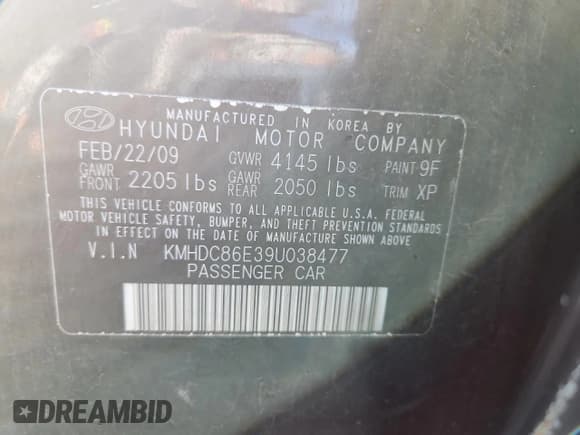 MANUFACTURED IN KOREA BY
HYUNDAI MOTOR COMPANY
FEB/22/09 GVWR 4145 lbs PAINT 9F
GAWR FRONT 2205 lbs GAWR REAR 2050 lbs TRIM XP
THIS VEHICLE CONFORMS TO ALL APPLICABLE U.S.A. FEDERAL
MOTOR VEHICLE SAFETY, BUMPER, AND THEFT PREVENTION STANDARDS
IN EFFECT ON THE DATE OF MANUFACTURE SHOWN ABOVE
V.I.N KMHDC86E39U038477
PASSENGER CAR
DREAMBID